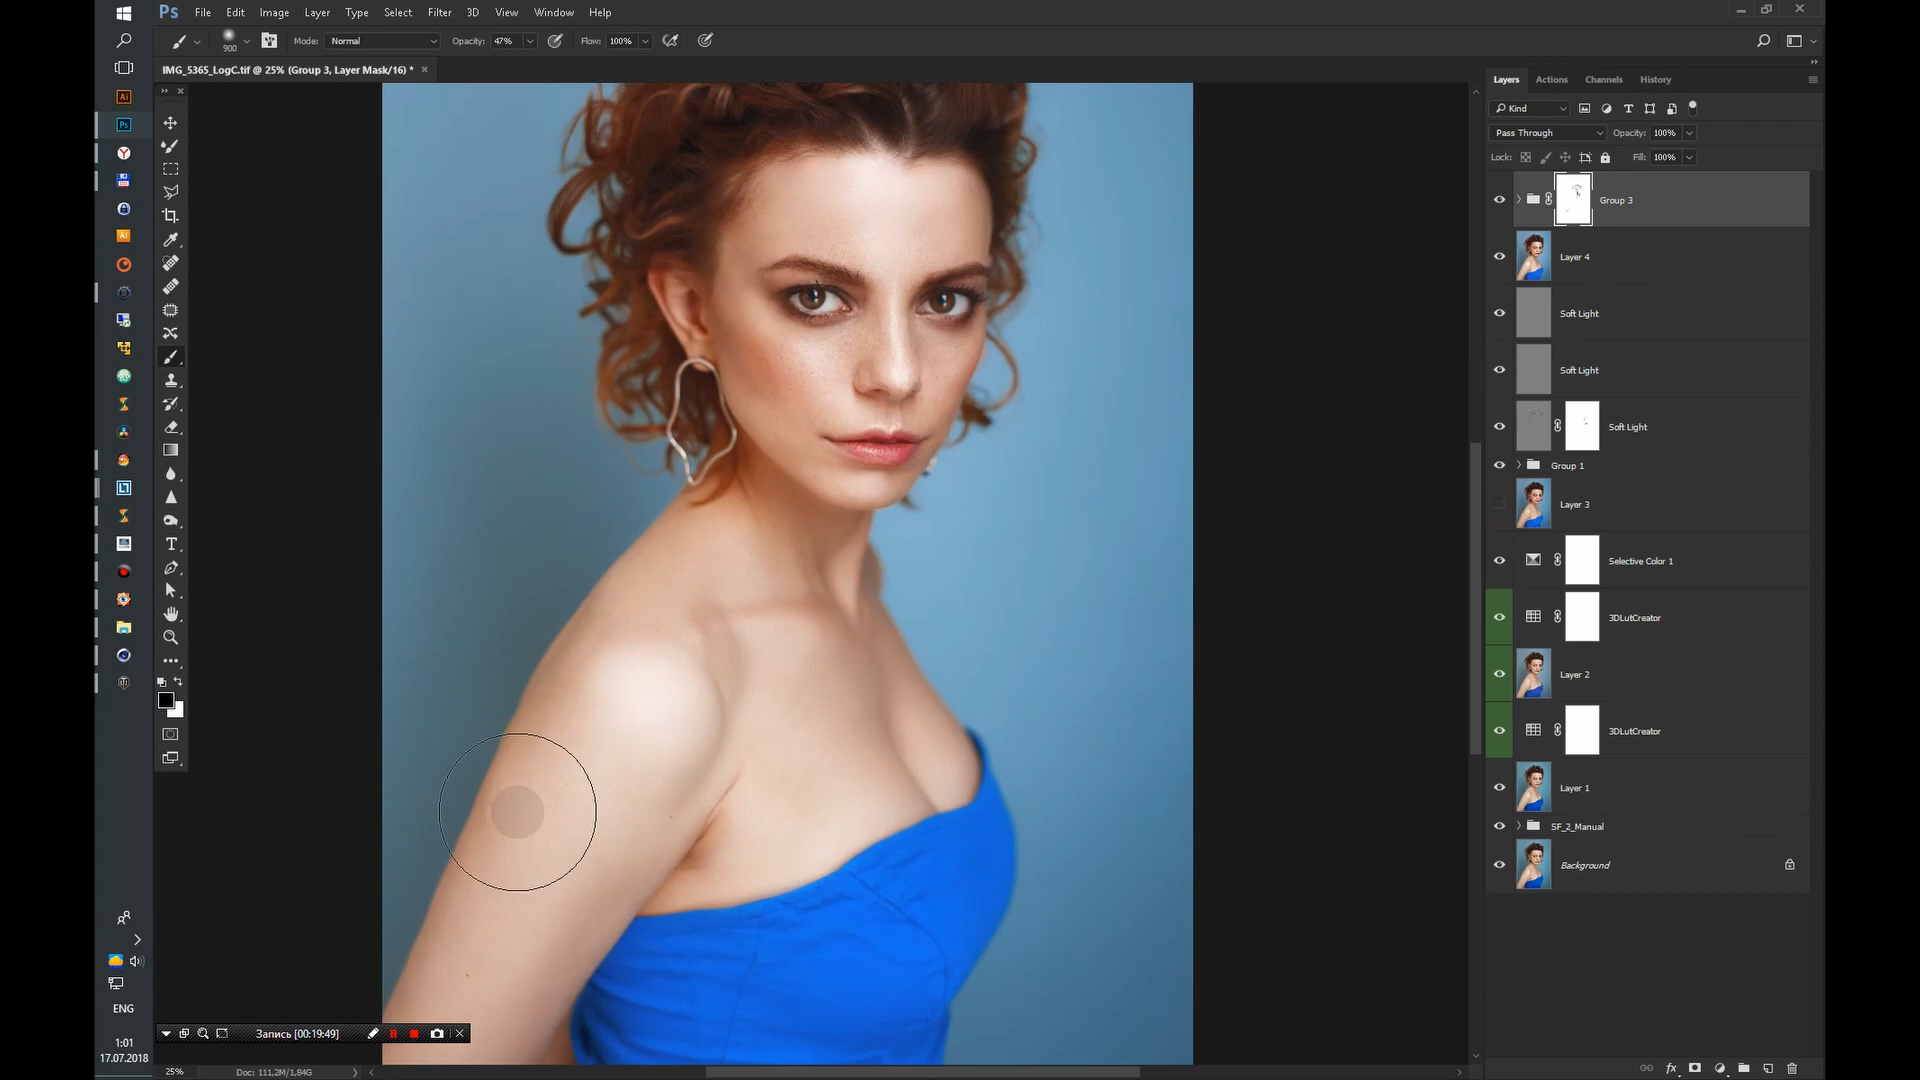 Ps File Edit Image Layer Type Select Filter 3D View Window Help
900 Mode: Normal Opacity: 47% Flow: 100%
IMG_5365_LogC.tif @ 25% (Group 3, Layer Mask/16) *
Layers Actions Channels History
Kind
Pass Through Opacity: 100%
Lock: Fill: 100%
Group 3
Layer 4
Soft Light
Soft Light
Soft Light
Group 1
Layer 3
Selective Color 1
3DLutCreator
Layer 2
3DLutCreator
Layer 1
SF_2_Manual
Background
Ai
Ps
Ai
ENG
Запись [00:19:49]
1:01
17.07.2018
25% Doc: 111,2M/1,84G
fx